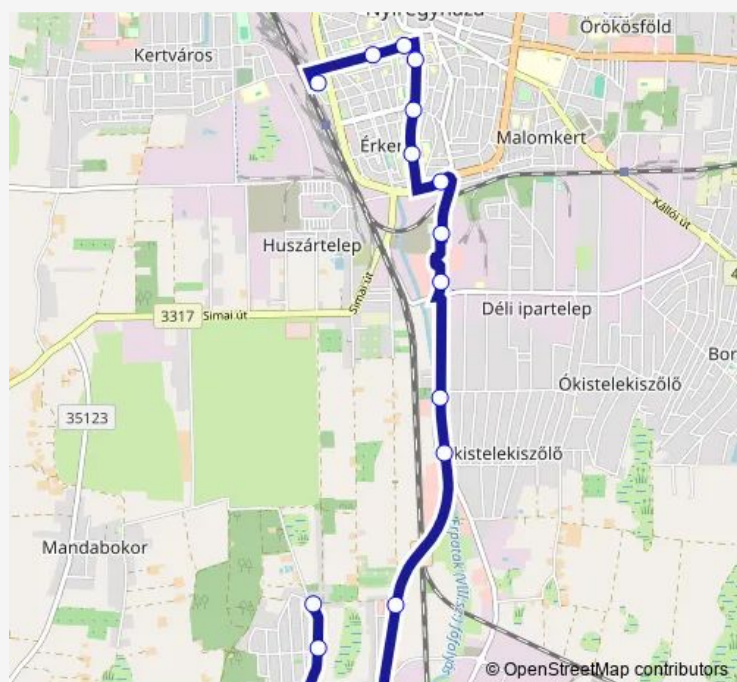 Nyíregyháza
Örökösföld
Kertváros
Malomkert
Huszártelep
Kállói út
Simai út
Déli ipartelep
3317
Simai út
4
Bor
Ókistelekiszőlő
35123
kistelekiszőlő
Mandabokor
© OpenStreetMap contributors